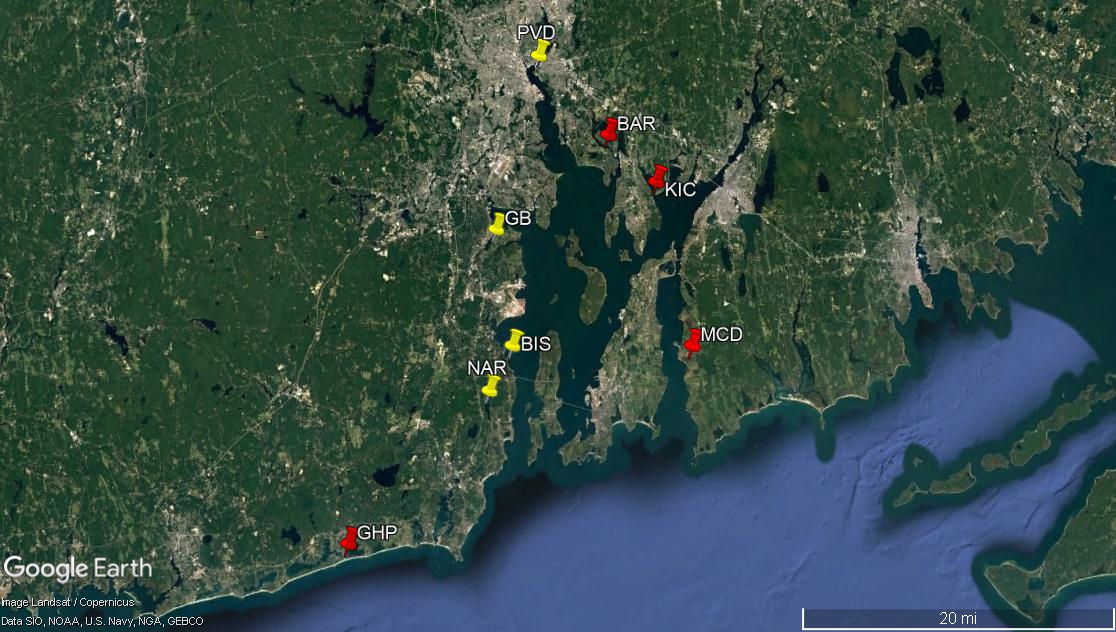 PVD
BAR
KIC
GB
MCD
BIS
NAR
GHP
Google Earth
Image Landsat / Copernicus
Data SIO, NOAA, U.S. Navy, NGA, GEBCO
20 mi